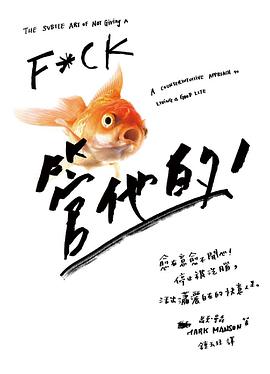 THE SUBTLE ART OF NOT GIVING A
F*CK
A COUNTERINTUITIVE APPROACH TO
LIVING A GOOD LIFE
管他的!
愈在意愈不開心!
停止被洗腦,
活出瀟灑自在的快意人生。
MARK MANSON 著
鍾玉玨 譯